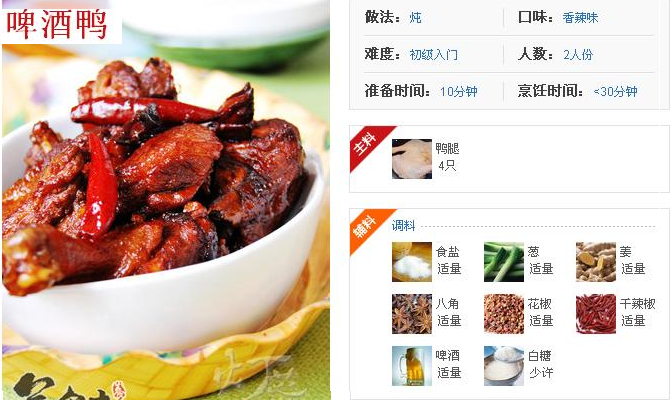 啤酒鸭
做法：炖
口味：香辣味
难度：初级入门
人数：2人份
准备时间：10分钟
烹饪时间：<30分钟
主料
鸭腿
4只
辅料
调料
食盐
适量
葱
适量
姜
适量
八角
适量
花椒
适量
干辣椒
适量
啤酒
适量
白糖
少许